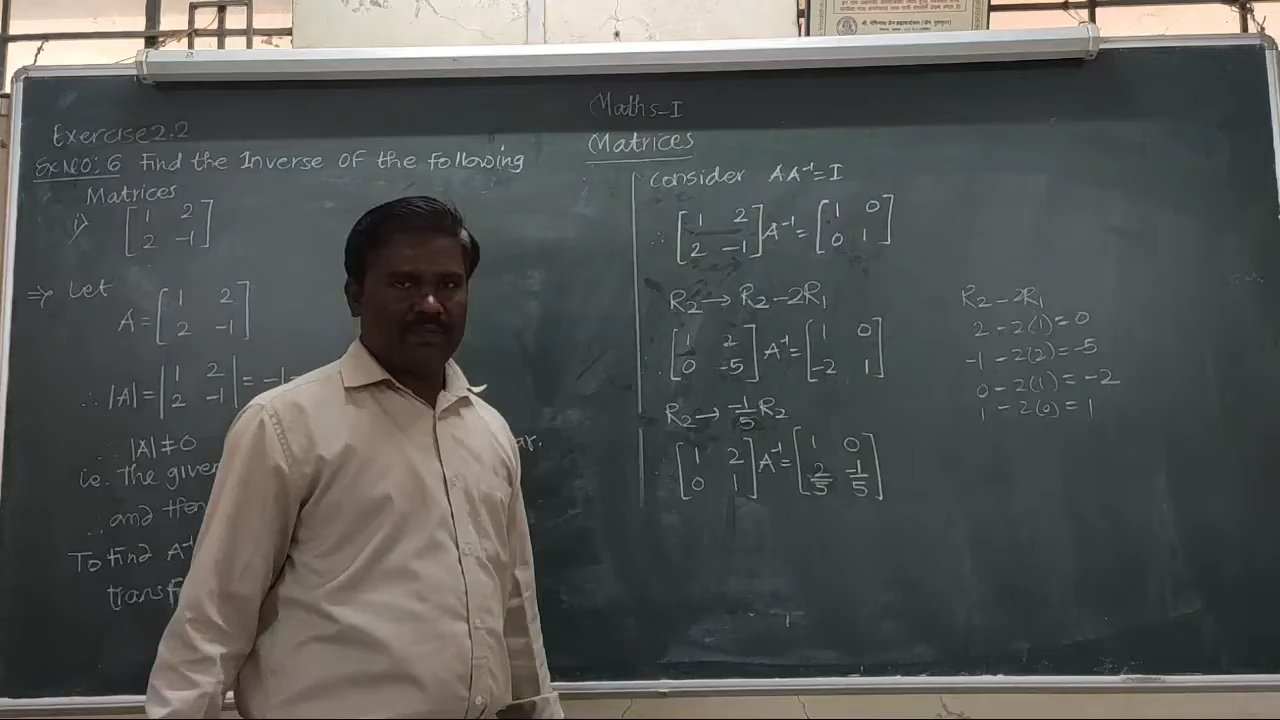 Maths-I
Matrices
Exercise 2.2
Ex NO: 6 Find the Inverse OF the following
Matrices
i) [1 2
2 -1]
⇒ Let
A = [1 2
2 -1]
∴ |A| = |1 2
2 -1| = -1-
∴ |A| ≠ 0
ie. The given
∴ and then
To find A⁻¹
consider AA⁻¹ = I
∴ [1 2
2 -1] A⁻¹ = [1 0
0 1]
R₂ → R₂ - 2R₁
∴ [1 2
0 -5] A⁻¹ = [1 0
-2 1]
R₂ → -1/5 R₂
∴ [1 2
0 1] A⁻¹ = [1 0
2/5 -1/5]
R₂ - 2R₁
2 - 2(1) = 0
-1 - 2(2) = -5
0 - 2(1) = -2
1 - 2(0) = 1